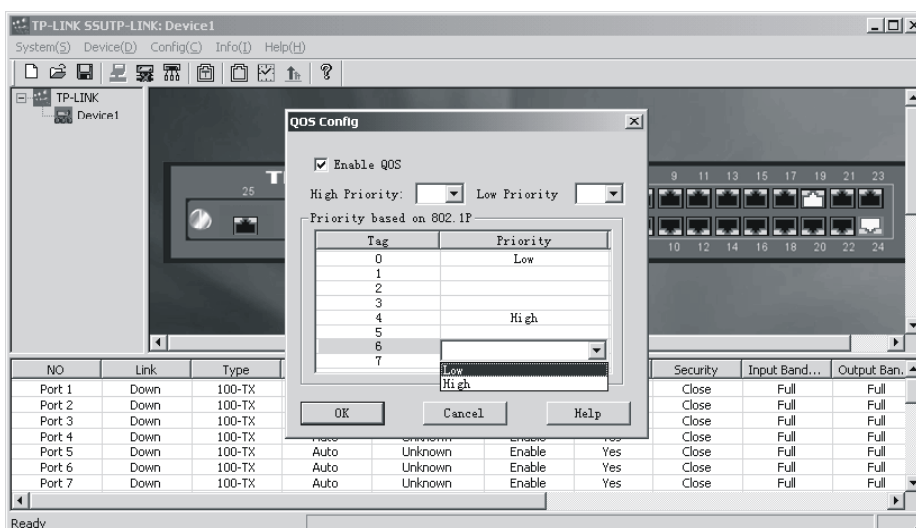 TP-LINK SSUTP-LINK: Device1
System(S) Device(D) Config(C) Info(I) Help(H)
TP-LINK
Device1
QOS Config
Enable QOS
High Priority: Low Priority
Priority based on 802.1P
Tag Priority
0 Low
1
2
3
4 High
5
6
7
Low
High
OK Cancel Help
25
9 11 13 15 17 19 21 23
10 12 14 16 18 20 22 24
NO Link Type Security Input Band... Output Ban.
Port 1 Down 100-TX Close Full Full
Port 2 Down 100-TX Close Full Full
Port 3 Down 100-TX Close Full Full
Port 4 Down 100-TX Close Full Full
Port 5 Down 100-TX Auto Unknown Enable Yes Close Full Full
Port 6 Down 100-TX Auto Unknown Enable Yes Close Full Full
Port 7 Down 100-TX Auto Unknown Enable Yes Close Full Full
Ready